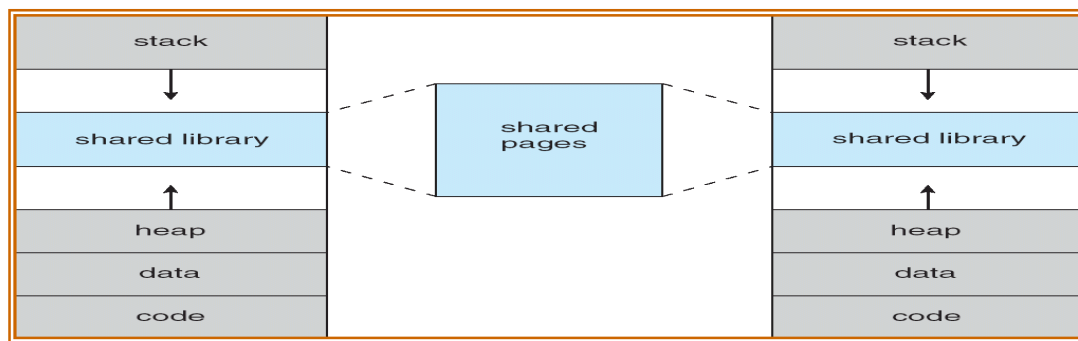 stack
shared library
heap
data
code
shared
pages
stack
shared library
heap
data
code